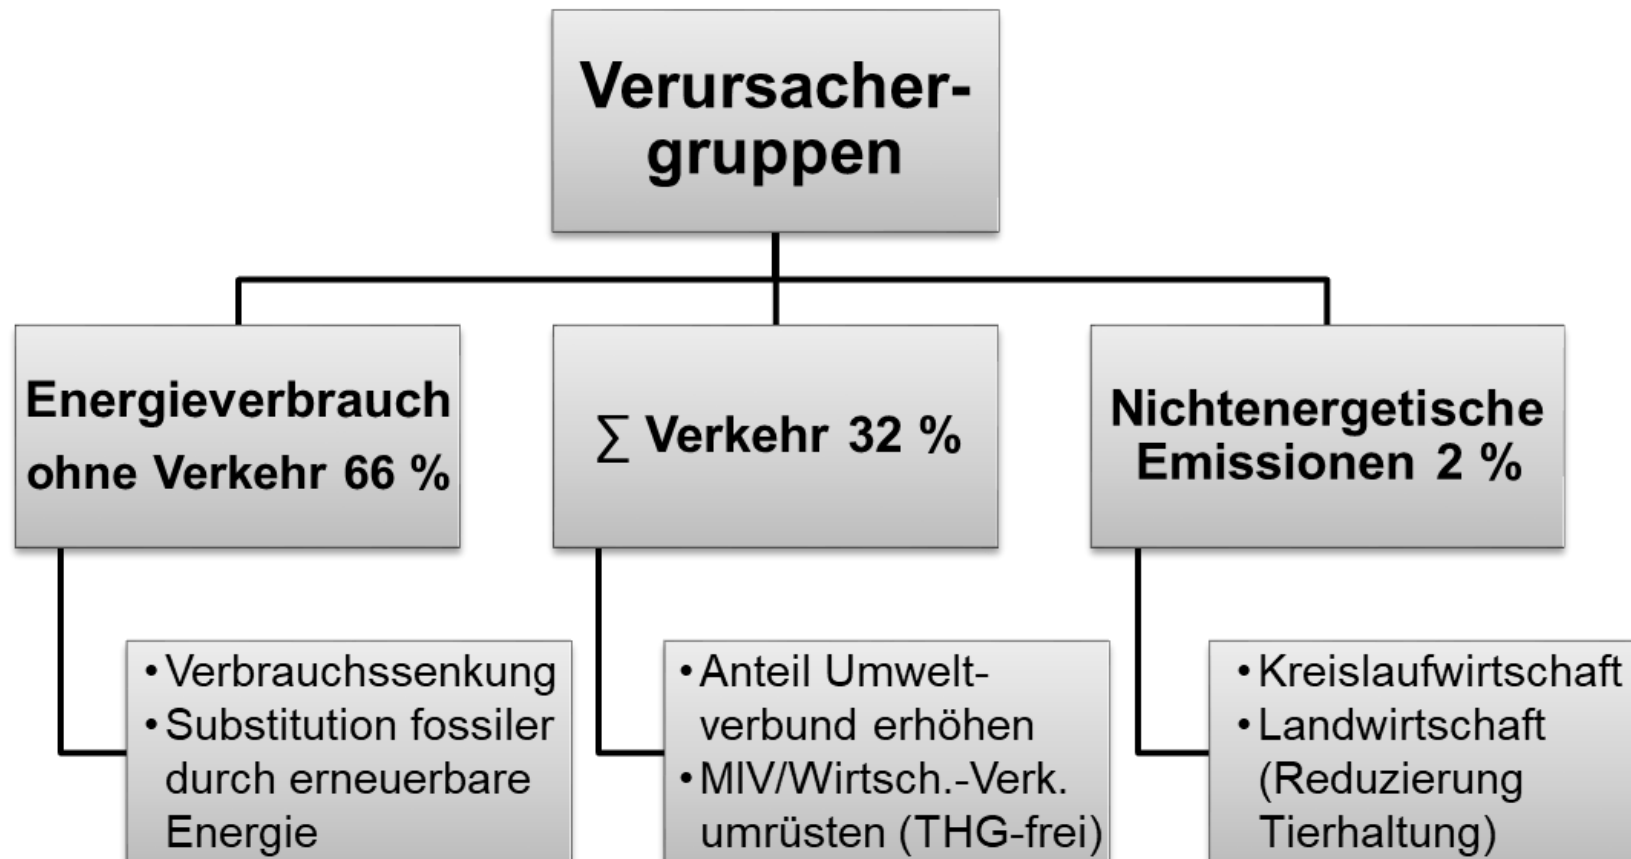 Verursacher-
gruppen
Energieverbrauch
ohne Verkehr 66 %
∑ Verkehr 32 %
Nichtenergetische
Emissionen 2 %
• Verbrauchssenkung
• Substitution fossiler
durch erneuerbare
Energie
• Anteil Umwelt-
verbund erhöhen
• MIV/Wirtsch.-Verk.
umrüsten (THG-frei)
• Kreislaufwirtschaft
• Landwirtschaft
(Reduzierung
Tierhaltung)